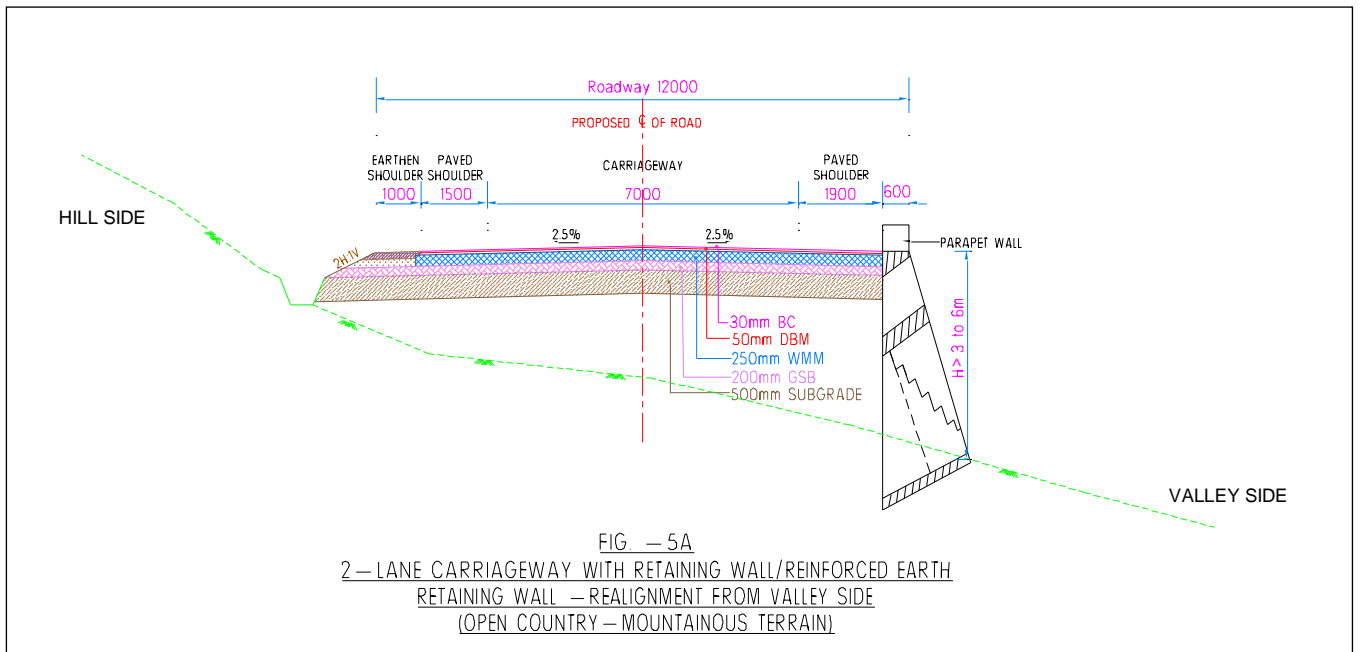 Roadway 12000
PROPOSED ℄ OF ROAD
EARTHEN
SHOULDER
1000
PAVED
SHOULDER
1500
CARRIAGEWAY
7000
PAVED
SHOULDER
1900
600
HILL SIDE
2.5%
2.5%
PARAPET WALL
2H:1V
H> 3 to 6m
30mm BC
50mm DBM
250mm WMM
200mm GSB
500mm SUBGRADE
VALLEY SIDE
FIG. —5A
2—LANE CARRIAGEWAY WITH RETAINING WALL/REINFORCED EARTH
RETAINING WALL —REALIGNMENT FROM VALLEY SIDE
(OPEN COUNTRY—MOUNTAINOUS TERRAIN)